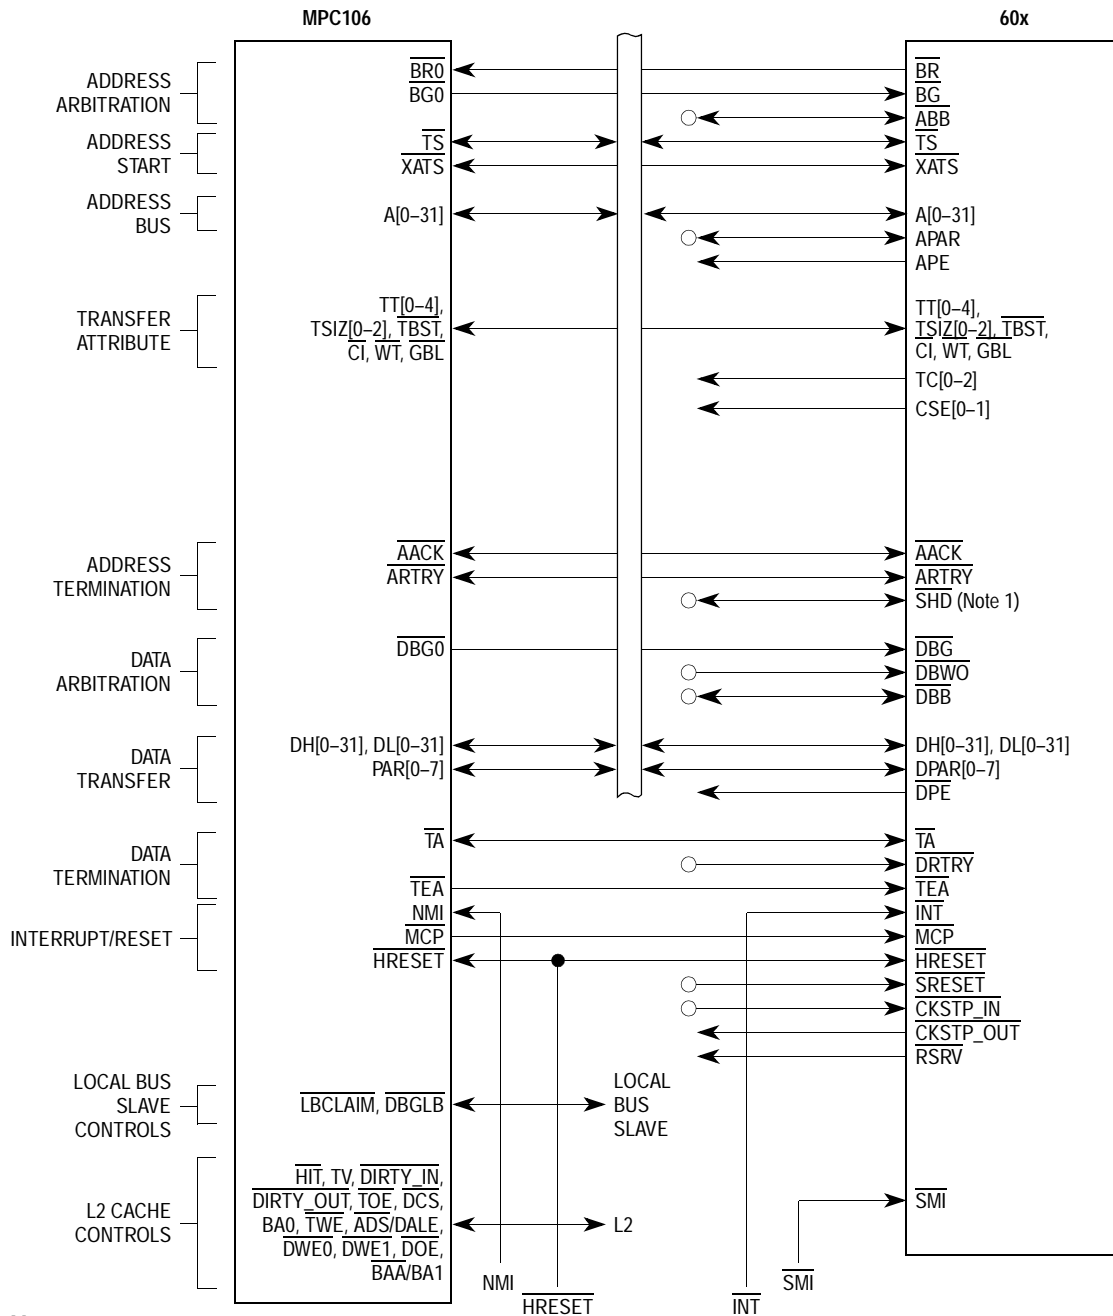 MPC106
60x
ADDRESS
ARBITRATION
BR0
BG0
BR
BG
ABB
ADDRESS
START
TS
XATS
TS
XATS
ADDRESS
BUS
A[0–31]
A[0–31]
APAR
APE
TRANSFER
ATTRIBUTE
TT[0–4],
TSIZ[0–2], TBST,
CI, WT, GBL
TT[0–4],
TSIZ[0–2], TBST,
CI, WT, GBL
TC[0–2]
CSE[0–1]
ADDRESS
TERMINATION
AACK
ARTRY
AACK
ARTRY
SHD (Note 1)
DATA
ARBITRATION
DBG0
DBG
DBWO
DBB
DATA
TRANSFER
DH[0–31], DL[0–31]
PAR[0–7]
DH[0–31], DL[0–31]
DPAR[0–7]
DPE
DATA
TERMINATION
TA
TEA
TA
DRTRY
TEA
INTERRUPT/RESET
NMI
MCP
HRESET
INT
MCP
HRESET
SRESET
CKSTP_IN
CKSTP_OUT
RSRV
LOCAL BUS
SLAVE
CONTROLS
LBCLAIM, DBGLB
LOCAL
BUS
SLAVE
L2 CACHE
CONTROLS
HIT, TV, DIRTY_IN,
DIRTY_OUT, TOE, DCS,
BA0, TWE, ADS/DALE,
DWE0, DWE1, DOE,
BAA/BA1
L2
SMI
NMI
HRESET
INT
SMI